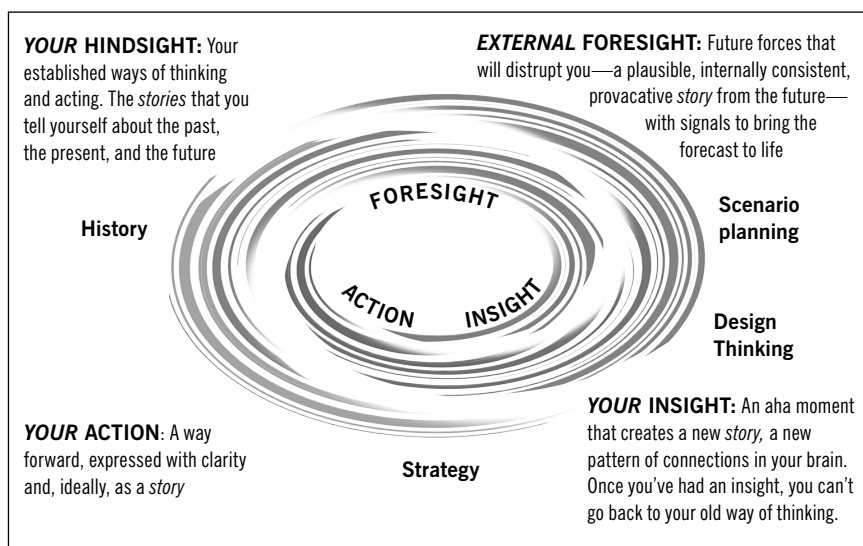 YOUR HINDSIGHT: Your
established ways of thinking
and acting. The stories that you
tell yourself about the past,
the present, and the future
EXTERNAL FORESIGHT: Future forces that
will distrupt you—a plausible, internally consistent,
provacative story from the future—
with signals to bring the
forecast to life
FORESIGHT
History
Scenario
planning
ACTION
INSIGHT
Design
Thinking
YOUR ACTION: A way
forward, expressed with clarity
and, ideally, as a story
Strategy
YOUR INSIGHT: An aha moment
that creates a new story, a new
pattern of connections in your brain.
Once you’ve had an insight, you can’t
go back to your old way of thinking.